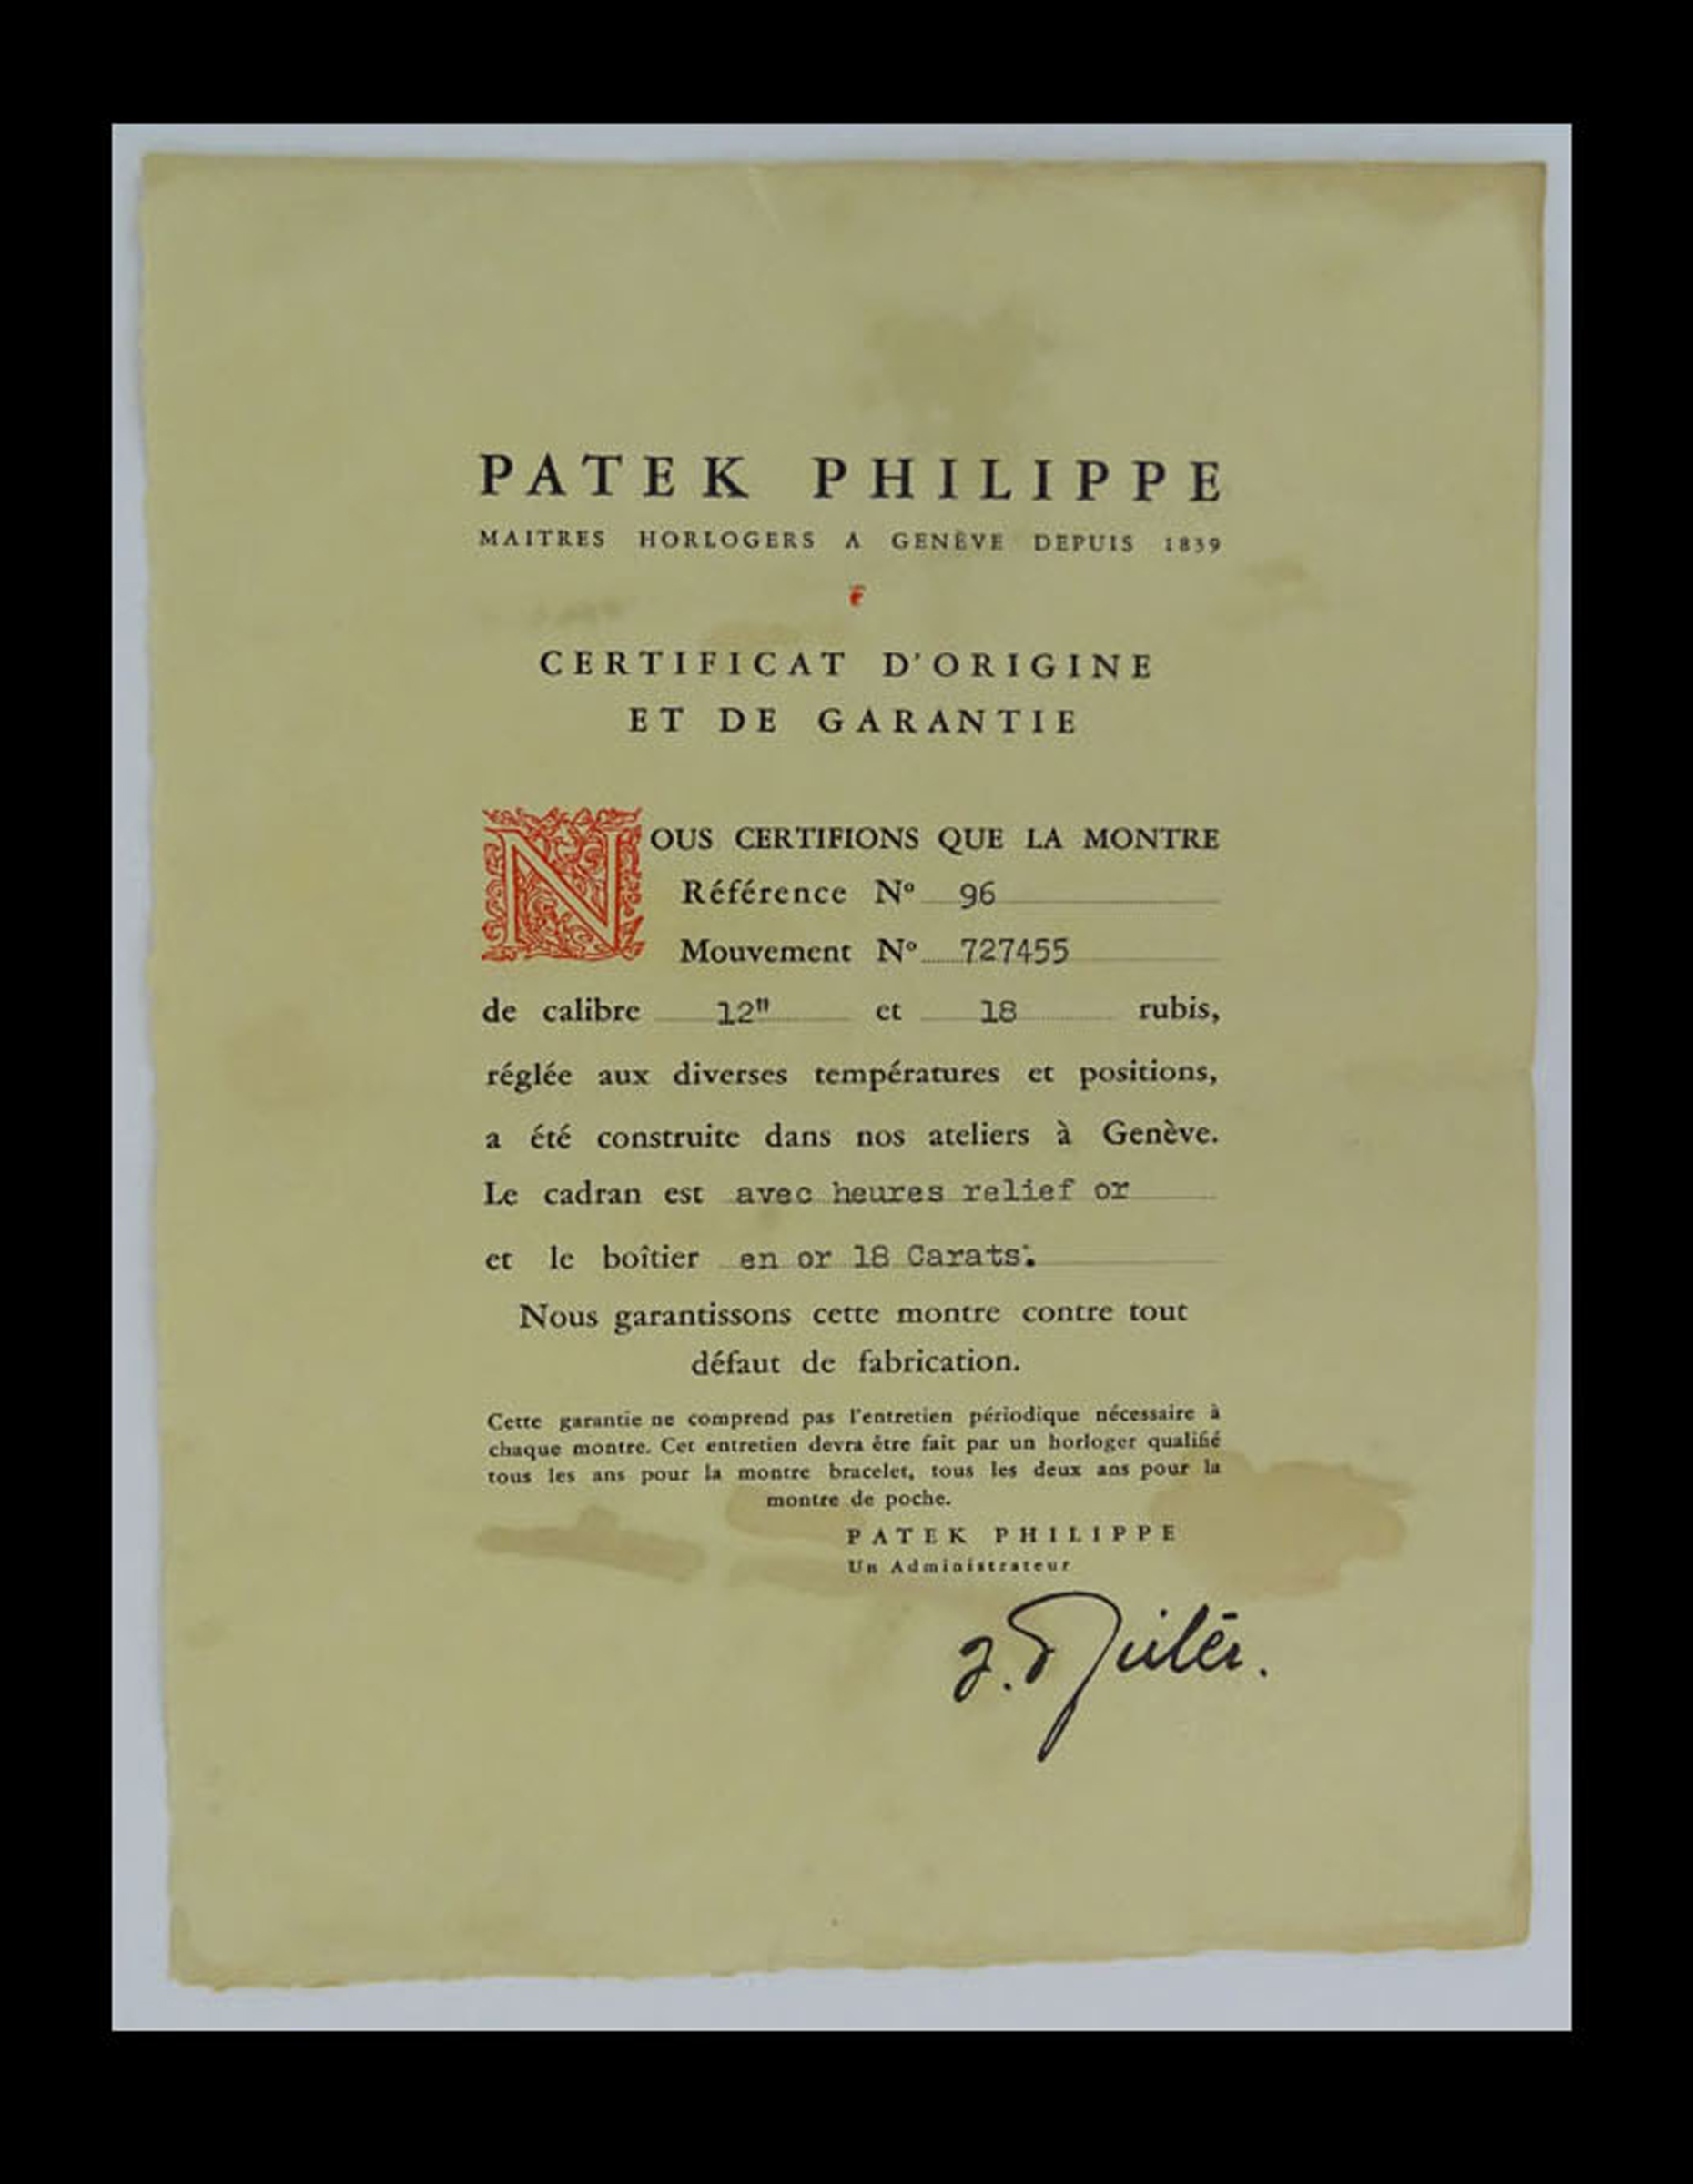 PATEK PHILIPPE
MAITRES HORLOGERS A GENÈVE DEPUIS 1839
CERTIFICAT D'ORIGINE
ET DE GARANTIE
NOUS CERTIFIONS QUE LA MONTRE
Référence Nº 96
Mouvement Nº 727455
de calibre 12" et 18 rubis,
réglée aux diverses températures et positions,
a été construite dans nos ateliers à Genève.
Le cadran est avec heures relief or
et le boîtier en or 18 Carats.
Nous garantissons cette montre contre tout
défaut de fabrication.
Cette garantie ne comprend pas l'entretien périodique nécessaire à
chaque montre. Cet entretien devra être fait par un horloger qualifié
tous les ans pour la montre bracelet, tous les deux ans pour la
montre de poche.
PATEK PHILIPPE
Un Administrateur